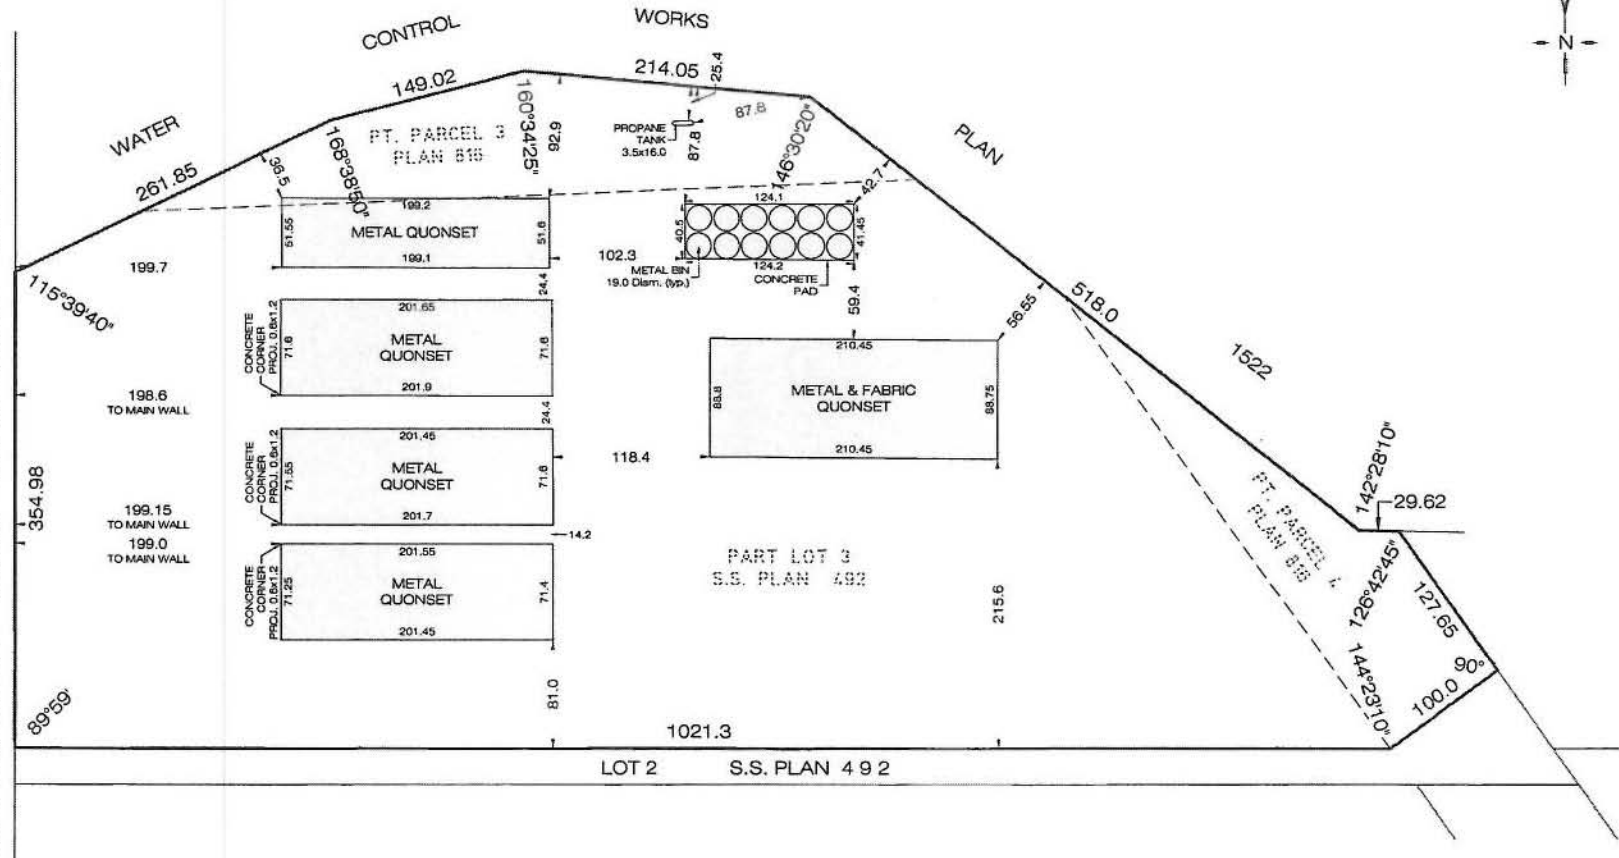 CONTROL
WORKS
WATER
PLAN
1522
N
149.02
214.05
25.4
261.85
518.0
PT. PARCEL 3
PLAN 816
168°38'50"
160°34'25"
146°30'20"
92.9
36.5
87.8
87.8
PROPANE
TANK
3.5x16.0
42.7
115°39'40"
199.7
199.2
51.55
METAL QUONSET
51.6
199.1
102.3
124.1
40.5
41.45
124.2
METAL BIN
19.0 Diam. (typ.)
CONCRETE
PAD
24.4
59.4
56.55
CONCRETE
CORNER
PROJ. 0.6x1.2
201.65
71.6
METAL
QUONSET
71.6
201.9
198.6
TO MAIN WALL
24.4
210.45
88.8
METAL & FABRIC
QUONSET
88.75
210.45
118.4
CONCRETE
CORNER
PROJ. 0.6x1.2
201.45
71.55
METAL
QUONSET
71.6
201.7
354.98
199.15
TO MAIN WALL
199.0
TO MAIN WALL
14.2
CONCRETE
CORNER
PROJ. 0.6x1.2
201.55
71.25
METAL
QUONSET
71.4
201.45
PART LOT 3
S.S. PLAN 492
215.6
PT. PARCEL 4
PLAN 816
142°28'10"
29.62
126°42'45"
127.65
90°
144°23'10"
100.0
89°59'
81.0
1021.3
LOT 2 S.S. PLAN 4 9 2